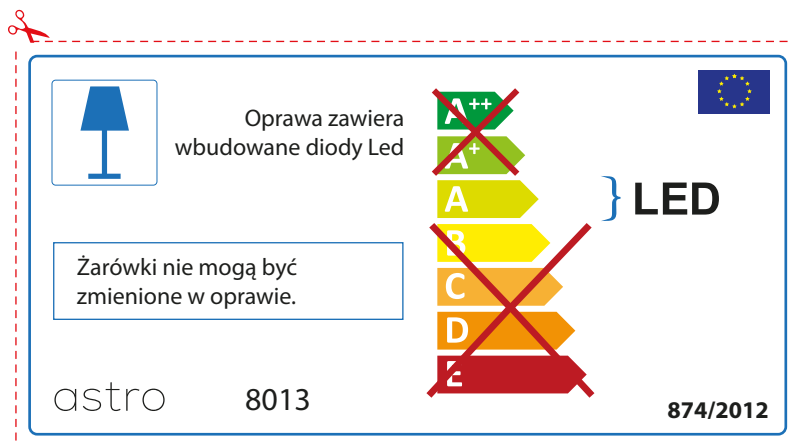 Oprawa zawiera
wbudowane diody Led
A++
A+
A
B
C
D
E
LED
Żarówki nie mogą być
zmienione w oprawie.
astro
8013
874/2012